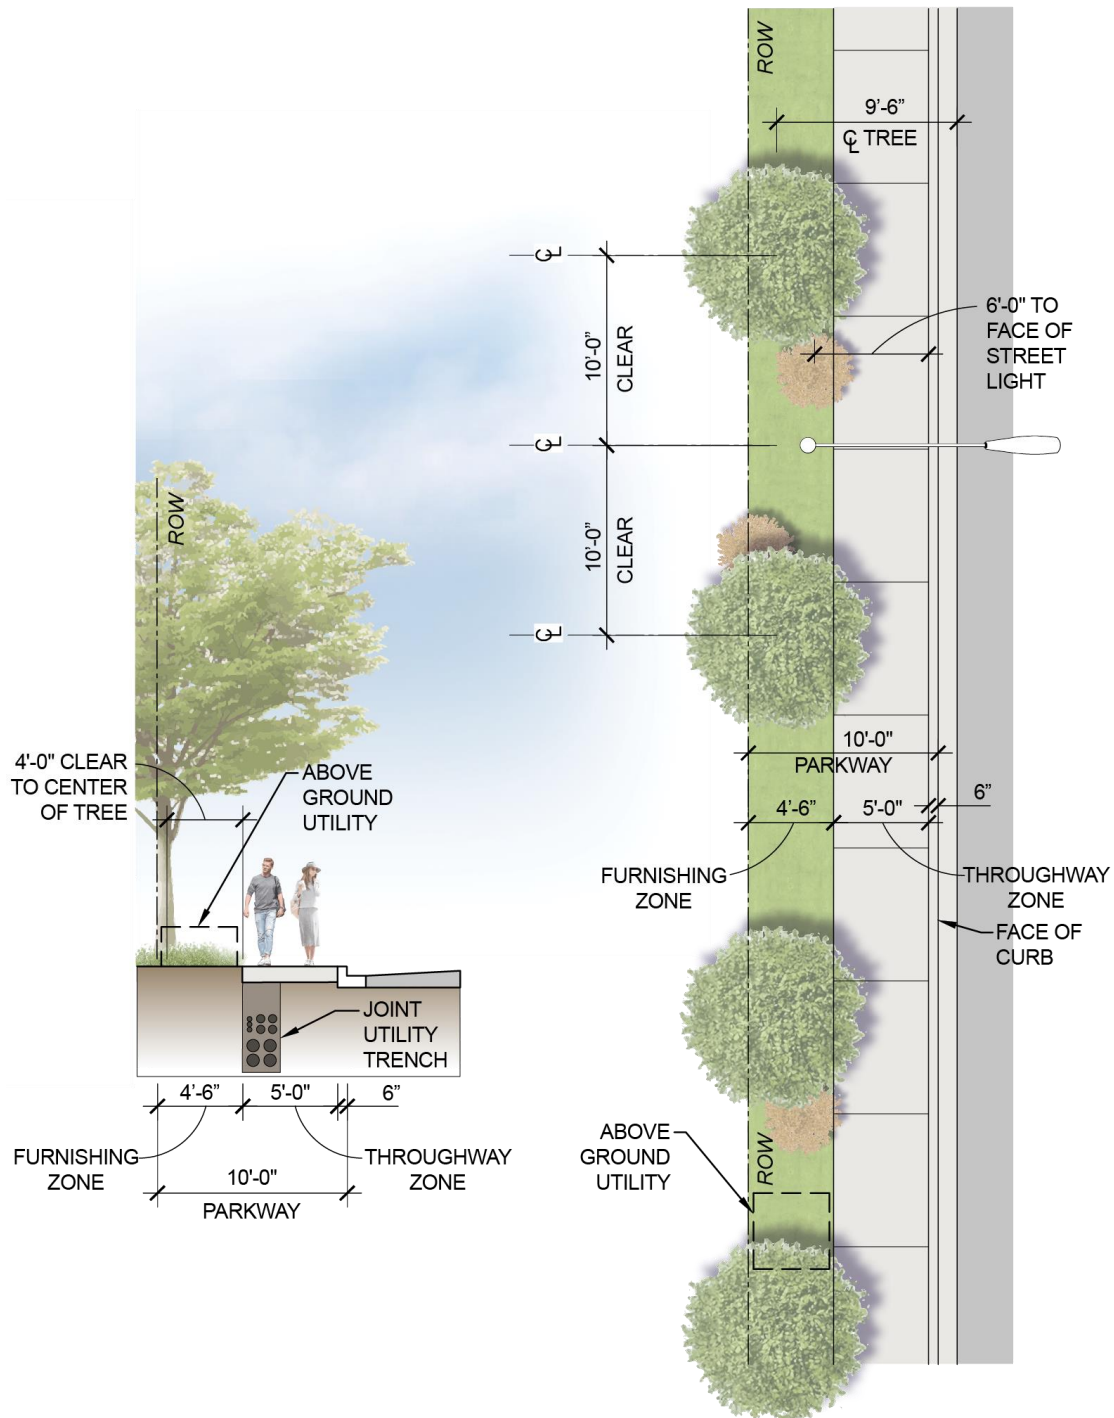 ROW
9'-6”
℄ TREE
℄
10'-0”
CLEAR
6'-0" TO
FACE OF
STREET
LIGHT
℄
10'-0”
CLEAR
℄
ROW
4'-0" CLEAR
TO CENTER
OF TREE
ABOVE
GROUND
UTILITY
JOINT
UTILITY
TRENCH
4'-6”
5'-0”
6”
FURNISHING
ZONE
THROUGHWAY
ZONE
10'-0"
PARKWAY
10'-0"
PARKWAY
6”
4'-6”
5'-0”
FURNISHING
ZONE
THROUGHWAY
ZONE
FACE OF
CURB
ABOVE
GROUND
UTILITY
ROW